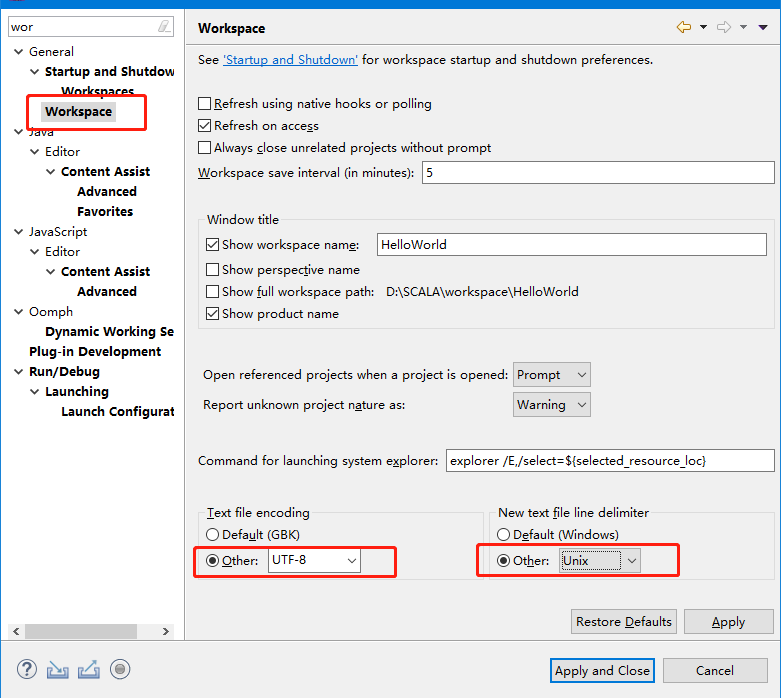 wor
Workspace
General
See 'Startup and Shutdown' for workspace startup and shutdown preferences.
Startup and Shutdow
Workspaces
Workspace
Java
Editor
Content Assist
Advanced
Favorites
JavaScript
Editor
Content Assist
Advanced
Oomph
Dynamic Working Se
Plug-in Development
Run/Debug
Launching
Launch Configurat
Refresh using native hooks or polling
Refresh on access
Always close unrelated projects without prompt
Workspace save interval (in minutes): 5
Window title
Show workspace name: HelloWorld
Show perspective name
Show full workspace path: D:\SCALA\workspace\HelloWorld
Show product name
Open referenced projects when a project is opened: Prompt
Report unknown project nature as: Warning
Command for launching system explorer: explorer /E,/select=${selected_resource_loc}
Text file encoding
Default (GBK)
Other: UTF-8
New text file line delimiter
Default (Windows)
Other: Unix
Restore Defaults Apply
Apply and Close Cancel